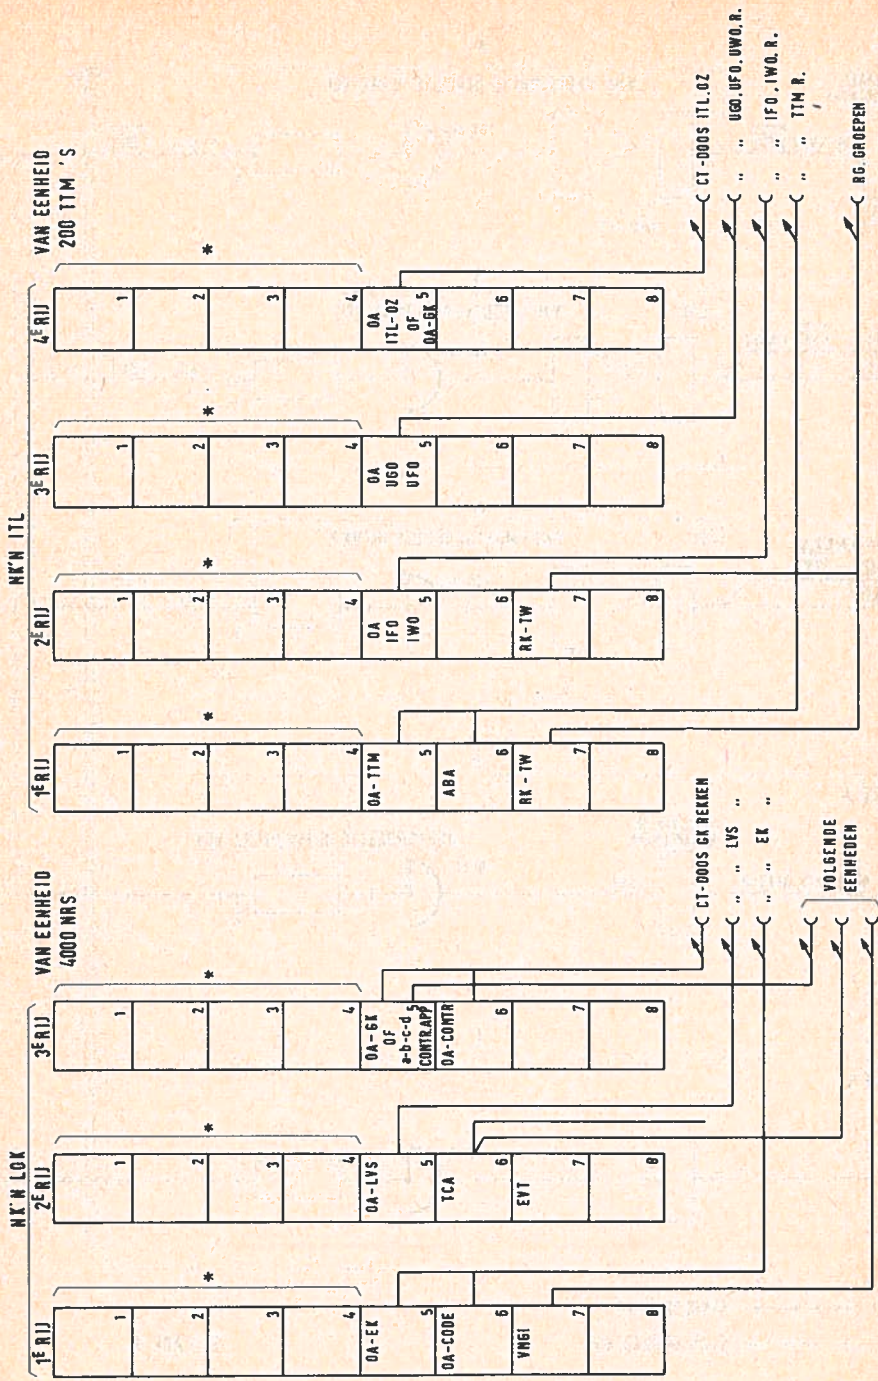 NK'N LOK
1E RIJ
2E RIJ
3E RIJ
VAN EENHEID
4000 NRS
*
*
*
1
2
3
4
OA-EK
5
OA-CODE
6
VNGI
7
8
1
2
3
4
OA-LVS
5
TCA
6
EVT
7
8
1
2
3
4
OA-GK
OF
a-b-c-d
CONTR.APP
5
OA-CONTR
6
7
8
CT-DOOS GK REKKEN
" " LVS "
" " EK "
VOLGENDE
EENHEDEN
NK'N ITL
1E RIJ
2E RIJ
3E RIJ
4E RIJ
VAN EENHEID
200 TTM'S
*
*
*
*
1
2
3
4
OA-TTM
5
ABA
6
RK-TW
7
8
1
2
3
4
OA
IFO
IWO
5
6
RK-TW
7
8
1
2
3
4
OA
UGO
UFO
5
6
7
8
1
2
3
4
OA
ITL-OZ
OF
OA-GK
5
6
7
8
CT-DOOS ITL.OZ
" " UGO.UFO.UWO.R.
" " IFO.IWO.R.
" " TTM R.
RG.GROEPEN